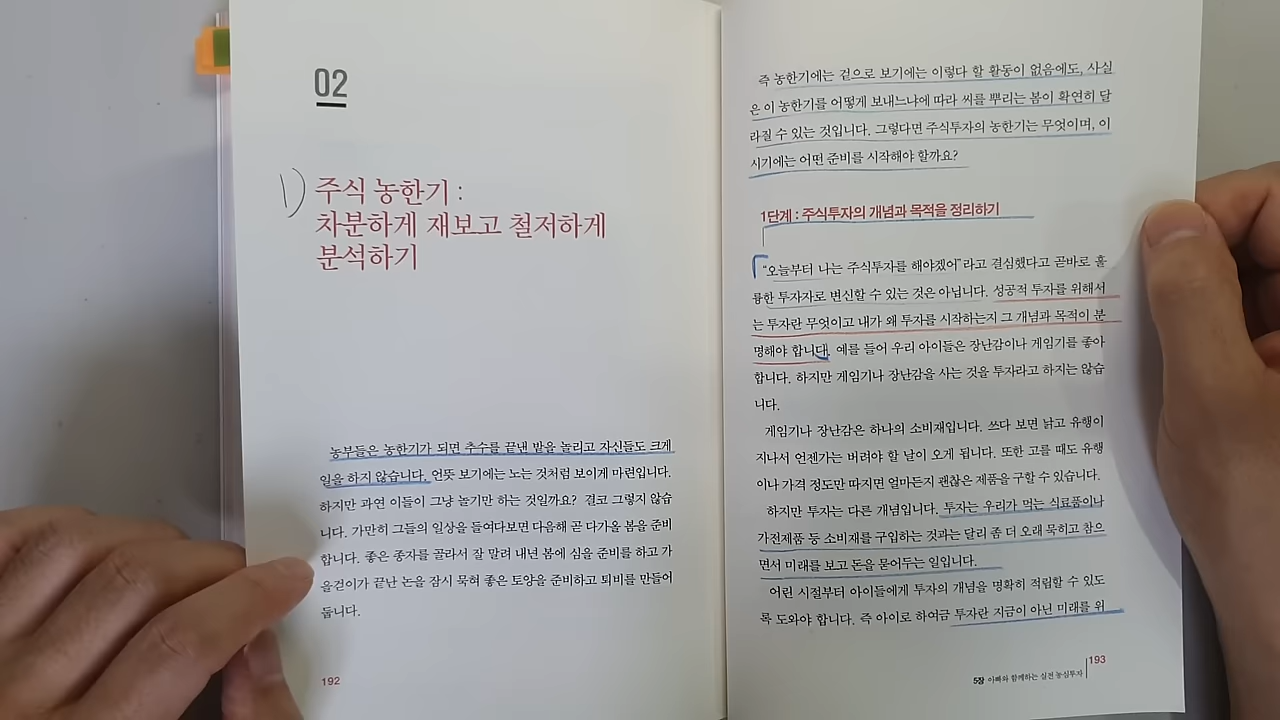 02
1) 주식 농한기 :
차분하게 재보고 철저하게
분석하기
농부들은 농한기가 되면 추수를 끝낸 밭을 놀리고 자신들도 크게
일을 하지 않습니다. 언뜻 보기에는 노는 것처럼 보이게 마련입니다.
하지만 과연 이들이 그냥 놀기만 하는 것일까요? 결코 그렇지 않습
니다. 가만히 그들의 일상을 들여다보면 다음해 곧 다가올 봄을 준비
합니다. 좋은 종자를 골라서 잘 말려 내년 봄에 심을 준비를 하고 가
을걷이가 끝난 논을 잠시 묵혀 좋은 토양을 준비하고 퇴비를 만들어
둡니다.
192
즉 농한기에는 겉으로 보기에는 이렇다 할 활동이 없음에도, 사실
은 이 농한기를 어떻게 보내느냐에 따라 씨를 뿌리는 봄이 확연히 달
라질 수 있는 것입니다. 그렇다면 주식투자의 농한기는 무엇이며, 이
시기에는 어떤 준비를 시작해야 할까요?
1단계 : 주식투자의 개념과 목적을 정리하기
“오늘부터 나는 주식투자를 해야겠어”라고 결심했다고 곧바로 훌
륭한 투자자로 변신할 수 있는 것은 아닙니다. 성공적 투자를 위해서
는 투자란 무엇이고 내가 왜 투자를 시작하는지 그 개념과 목적이 분
명해야 합니다. 예를 들어 우리 아이들은 장난감이나 게임기를 좋아
합니다. 하지만 게임기나 장난감을 사는 것을 투자라고 하지는 않습
니다.
게임기나 장난감은 하나의 소비재입니다. 쓰다 보면 낡고 유행이
지나서 언젠가는 버려야 할 날이 오게 됩니다. 또한 고를 때도 유행
이나 가격 정도만 따지면 얼마든지 괜찮은 제품을 구할 수 있습니다.
하지만 투자는 다른 개념입니다. 투자는 우리가 먹는 식료품이나
가전제품 등 소비재를 구입하는 것과는 달리 좀 더 오래 묵히고 참으
면서 미래를 보고 돈을 묻어두는 일입니다.
어린 시절부터 아이들에게 투자의 개념을 명확히 적립할 수 있도
록 도와야 합니다. 즉 아이로 하여금 투자란 지금이 아닌 미래를 위
5장 아빠와 함께하는 실전 농심투자 193